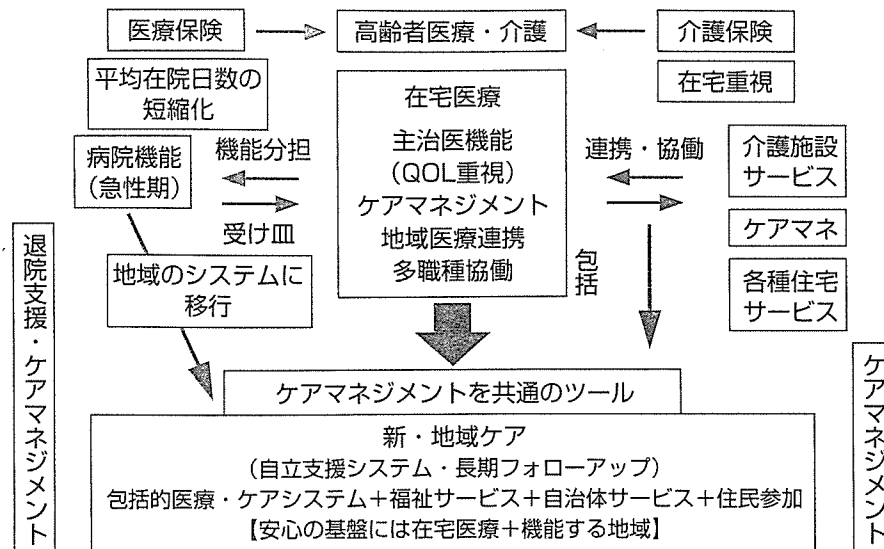 医療保険
高齢者医療・介護
介護保険
平均在院日数の
短縮化
在宅重視
在宅医療
主治医機能
(QOL重視)
ケアマネジメント
地域医療連携
多職種協働
病院機能
(急性期)
機能分担
受け皿
連携・協働
包括
介護施設
サービス
ケアマネ
各種住宅
サービス
地域のシステムに
移行
退院支援・ケアマネジメント
ケアマネジメント
ケアマネジメントを共通のツール
新・地域ケア
(自立支援システム・長期フォローアップ)
包括的医療・ケアシステム+福祉サービス+自治体サービス+住民参加
【安心の基盤には在宅医療+機能する地域】